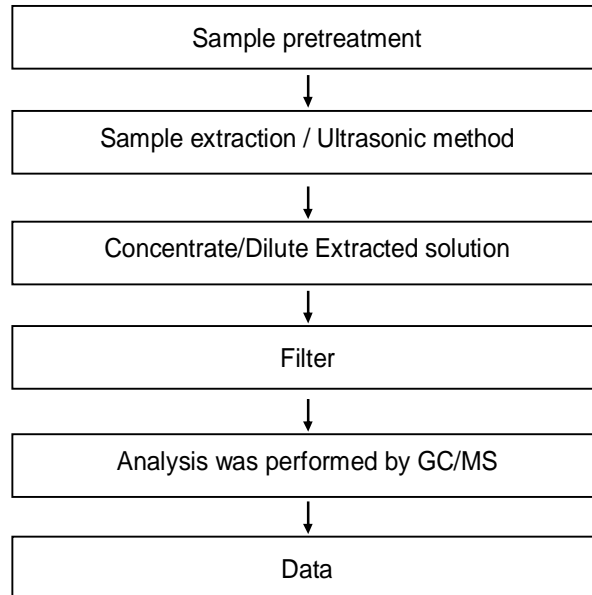 Sample pretreatment
Sample extraction / Ultrasonic method
Concentrate/Dilute Extracted solution
Filter
Analysis was performed by GC/MS
Data